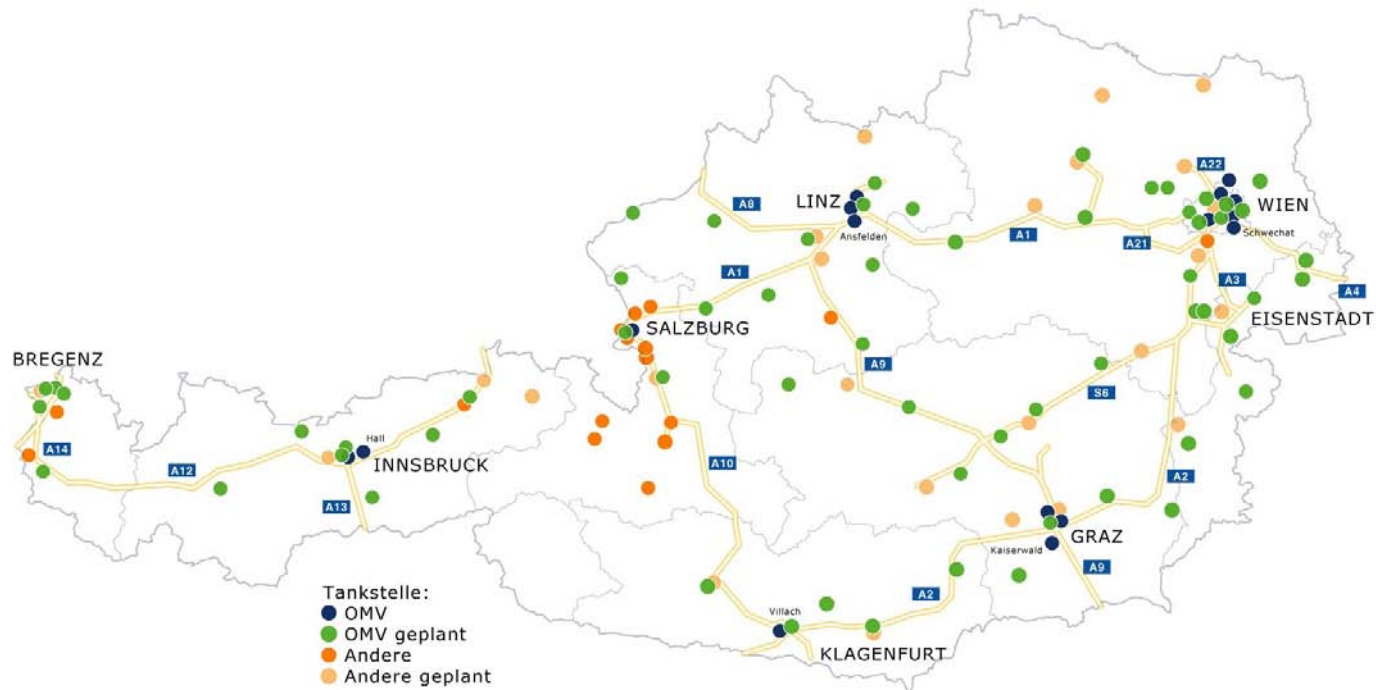 A22
LINZ
WIEN
A8
Ansfelden
Schwechat
A1
A21
A1
A3
A4
SALZBURG
EISENSTADT
BREGENZ
A9
S6
Hall
A14
INNSBRUCK
A12
A10
A2
A13
GRAZ
Kaiserwald
A9
Tankstelle:
A2
OMV
Villach
OMV geplant
Andere
KLAGENFURT
Andere geplant